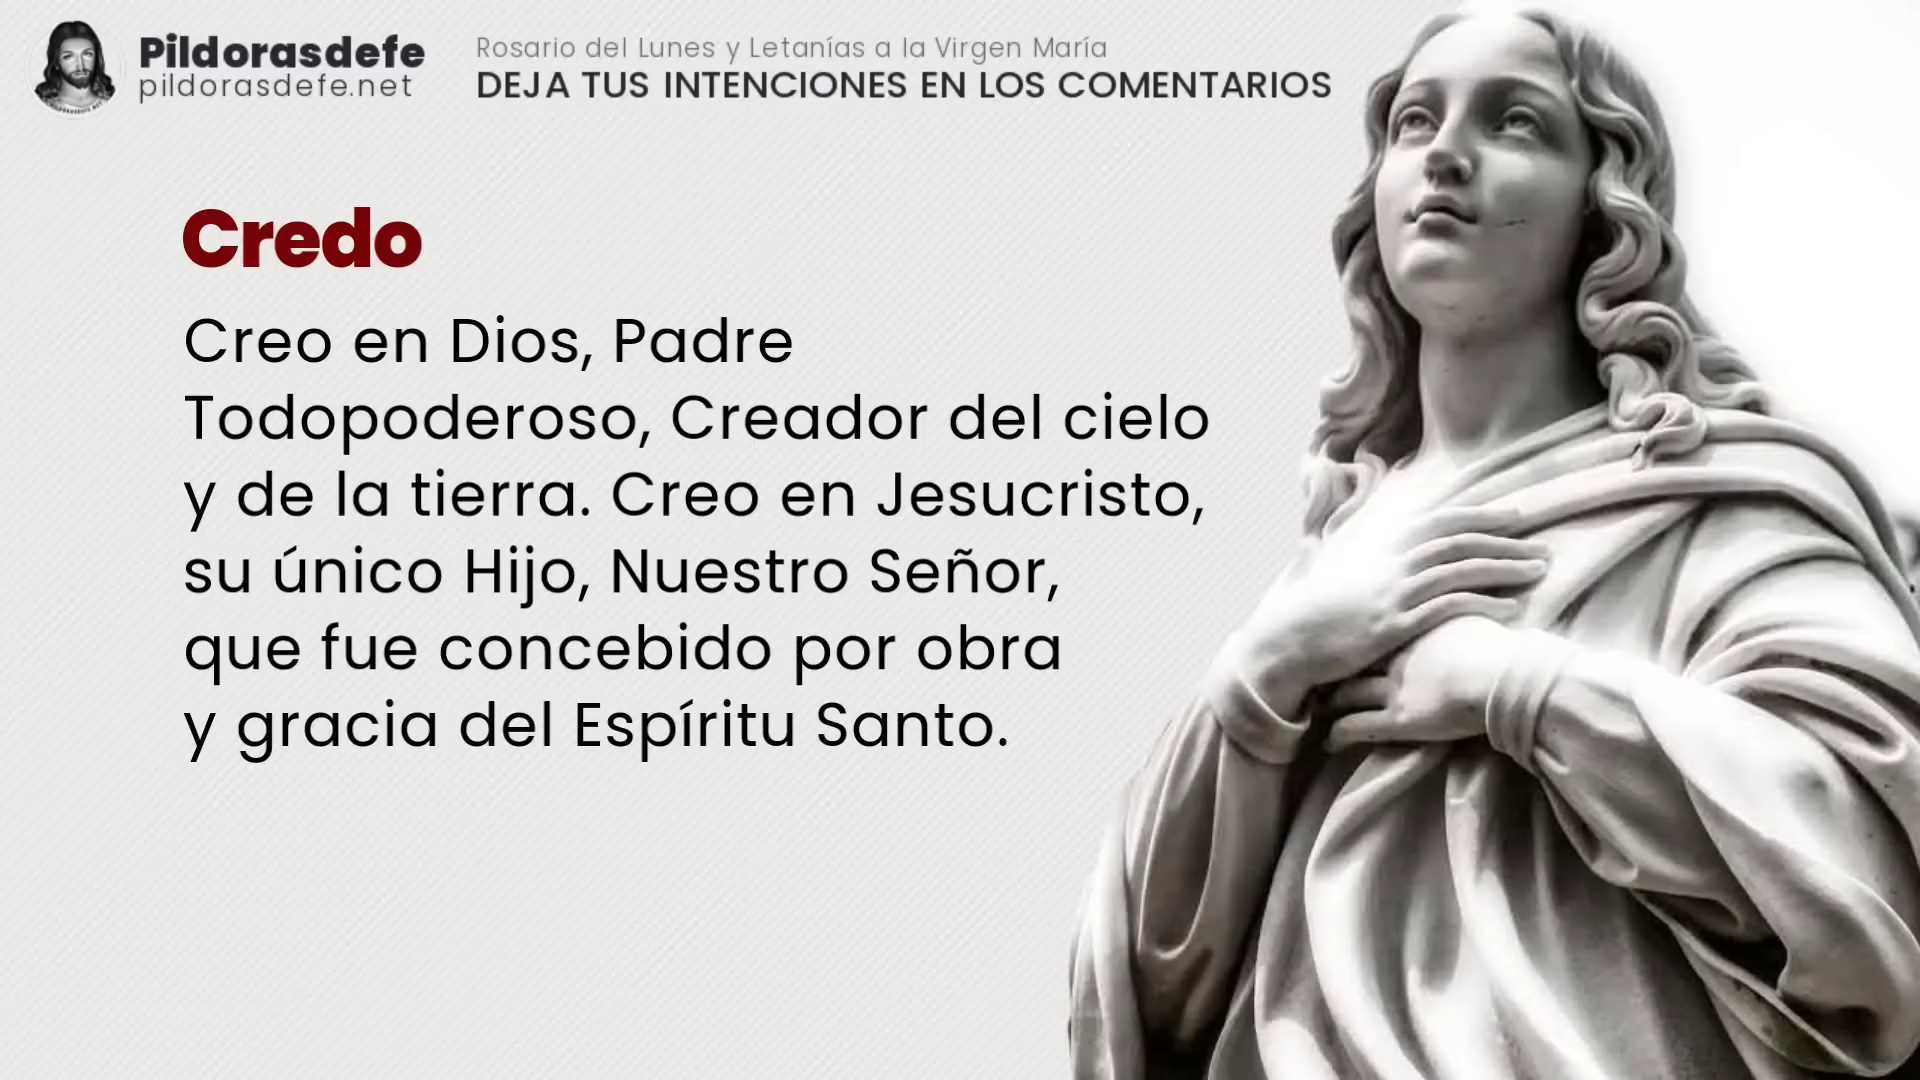 Pildorasdefe
pildorasdefe.net
Rosario del Lunes y Letanías a la Virgen María
DEJA TUS INTENCIONES EN LOS COMENTARIOS
Credo
Creo en Dios, Padre
Todopoderoso, Creador del cielo
y de la tierra. Creo en Jesucristo,
su único Hijo, Nuestro Señor,
que fue concebido por obra
y gracia del Espíritu Santo.